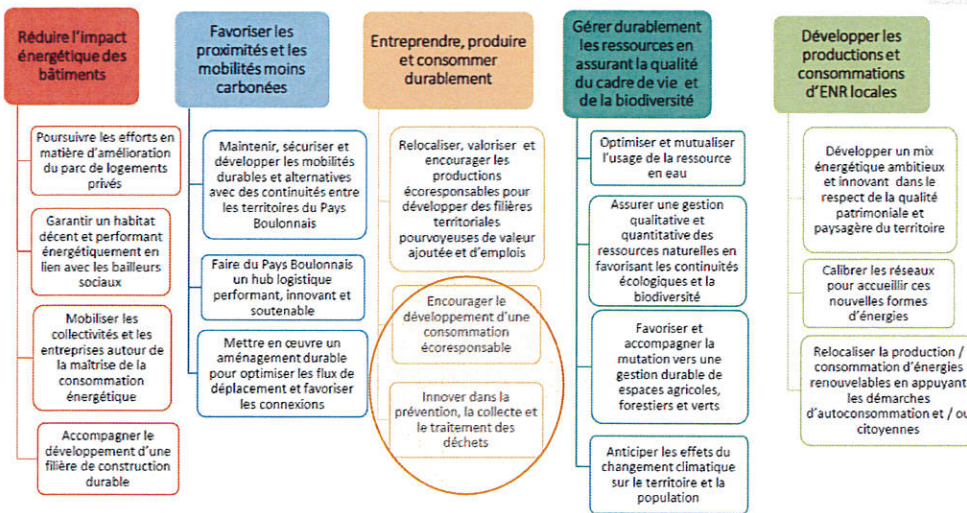 Réduire l'impact
énergétique des
bâtiments
Poursuivre les efforts en
matière d'amélioration
du parc de logements
privés
Garantir un habitat
décent et performant
énergétiquement en
lien avec les bailleurs
sociaux
Mobiliser les
collectivités et les
entreprises autour de
la maîtrise de la
consommation
énergétique
Accompagner le
développement d'une
filière de construction
durable
Favoriser les
proximités et les
mobilités moins
carbonées
Maintenir, sécuriser et
développer les mobilités
durables et alternatives
avec des continuités entre
les territoires du Pays
Boulonnais
Faire du Pays Boulonnais
un hub logistique
performant, innovant et
soutenable
Mettre en œuvre un
aménagement durable
pour optimiser les flux de
déplacement et favoriser
les connexions
Entreprendre, produire
et consommer
durablement
Relocaliser, valoriser et
encourager les
productions
écoresponsables pour
développer des filières
territoriales
pourvoyeuses de valeur
ajoutée et d'emplois
Encourager le
développement d'une
consommation
écoresponsable
Innover dans la
prévention, la collecte et
le traitement des
déchets
Gérer durablement
les ressources en
assurant la qualité
du cadre de vie et
de la biodiversité
Optimiser et mutualiser
l'usage de la ressource
en eau
Assurer une gestion
qualitative et
quantitative des
ressources naturelles en
favorisant les continuités
écologiques et la
biodiversité
Favoriser et
accompagner la
mutation vers une
gestion durable de
espaces agricoles,
forestiers et verts
Anticiper les effets du
changement climatique
sur le territoire et la
population
Développer les
productions et
consommations
d'ENR locales
Développer un mix
énergétique ambitieux
et innovant dans le
respect de la qualité
patrimoniale et
paysagère du territoire
Calibrer les réseaux
pour accueillir ces
nouvelles formes
d'énergies
Relocaliser la production /
consommation d'énergies
renouvelables en appuyant
les démarches
d'autoconsommation et / ou
citoyennes